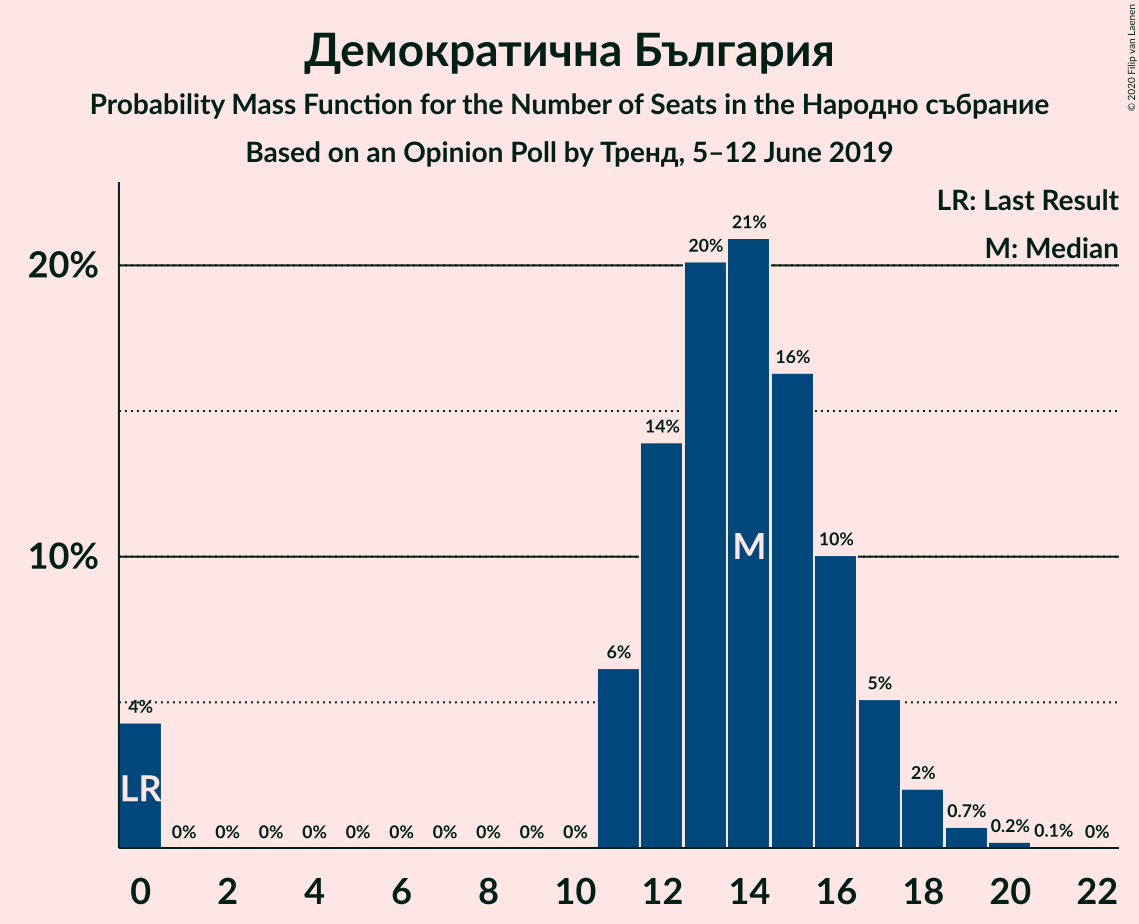 Демократична България
Probability Mass Function for the Number of Seats in the Народно събрание
Based on an Opinion Poll by Тренд, 5–12 June 2019
© 2020 Filip van Laenen
LR: Last Result
M: Median
20%
10%
4%
0%
0%
0%
0%
0%
0%
0%
0%
0%
0%
6%
14%
20%
21%
16%
10%
5%
2%
0.7%
0.2%
0.1%
0%
LR
M
0 2 4 6 8 10 12 14 16 18 20 22